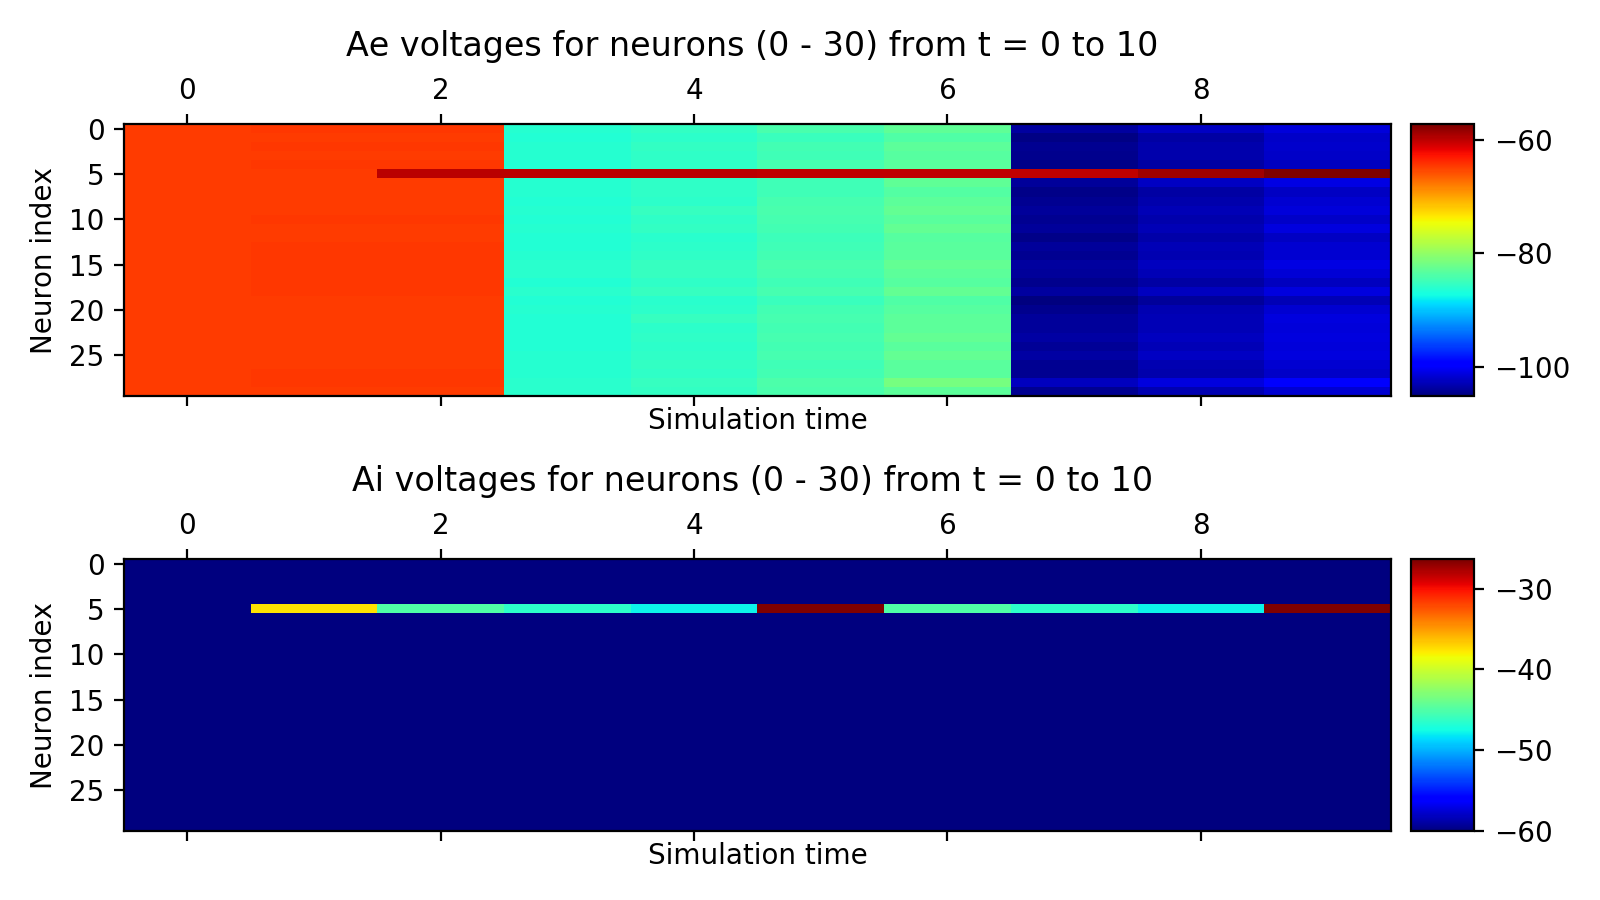 Ae voltages for neurons (0 - 30) from t = 0 to 10
0 2 4 6 8
0
5
10
15
20
25
Neuron index
−60
−80
−100
Simulation time
Ai voltages for neurons (0 - 30) from t = 0 to 10
0 2 4 6 8
0
5
10
15
20
25
Neuron index
−30
−40
−50
−60
Simulation time